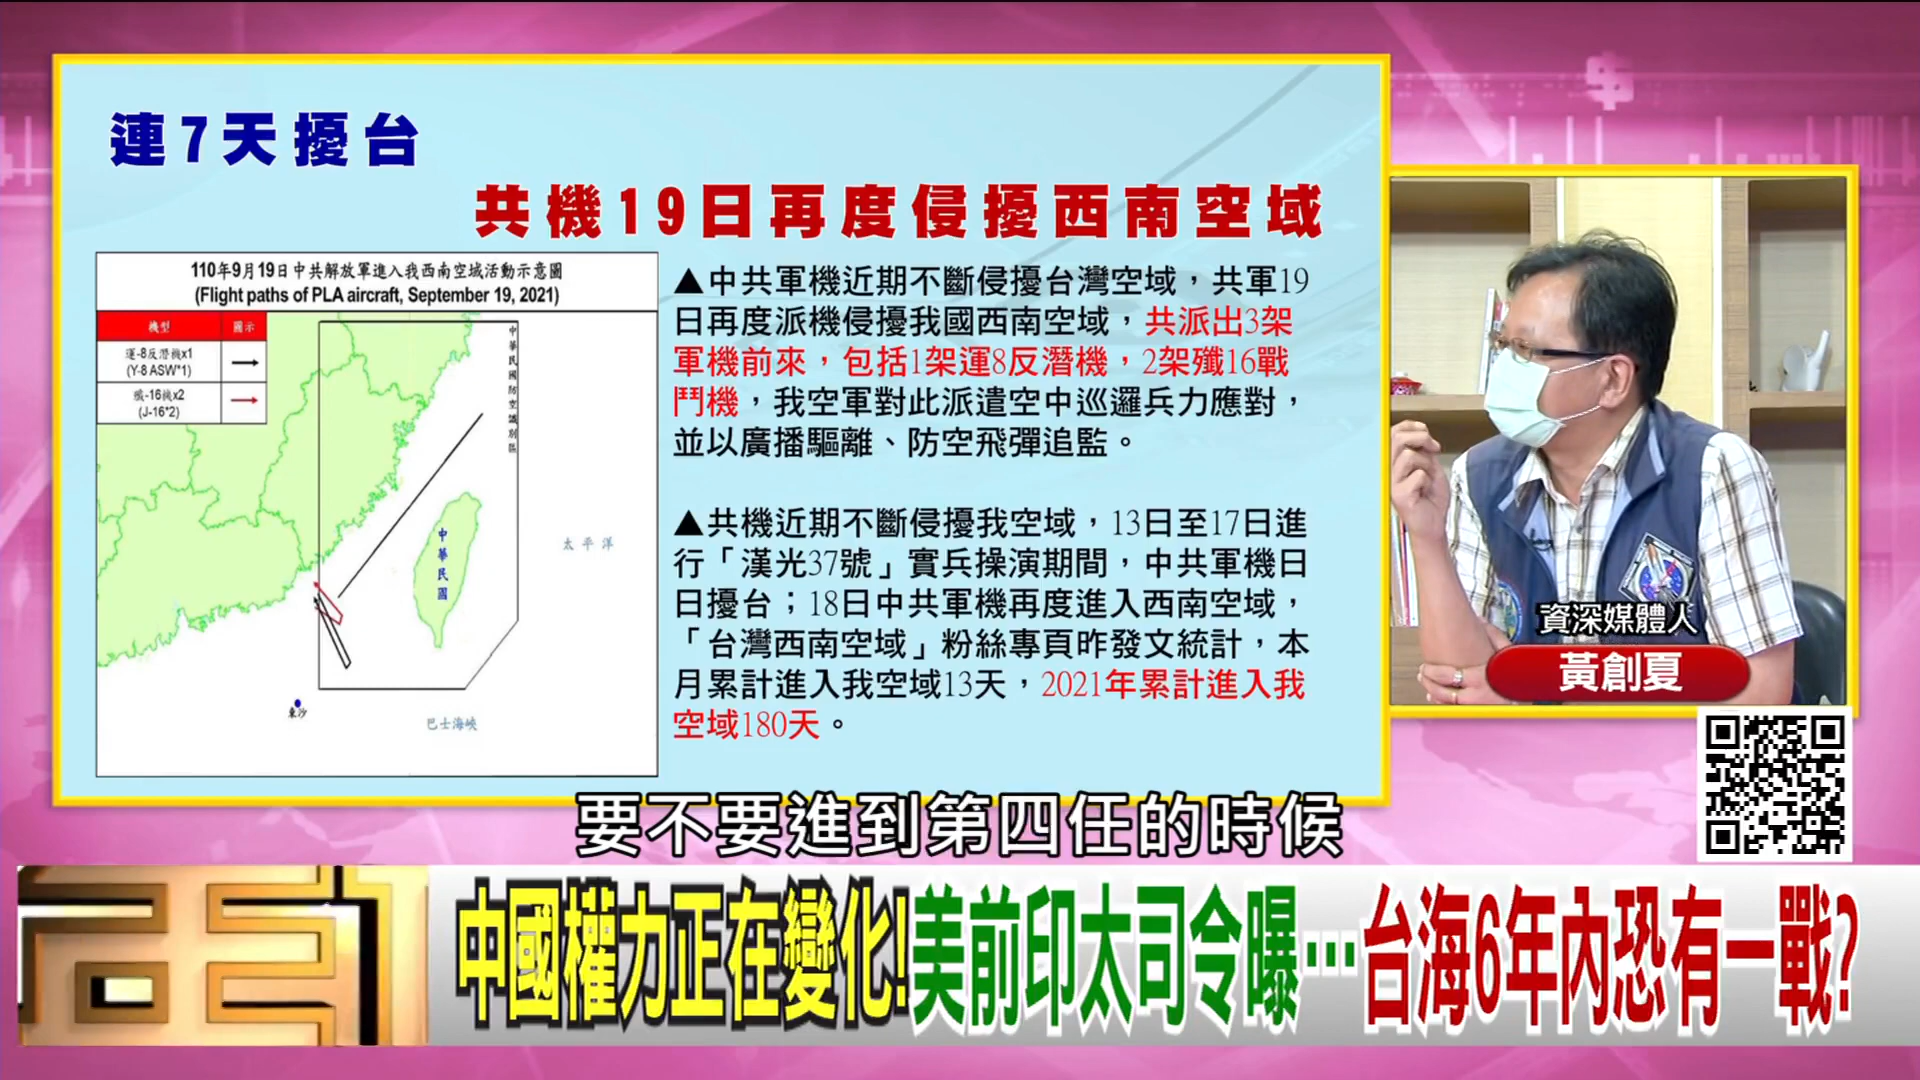 連7天擾台
共機19日再度侵擾西南空域
110年9月19日中共解放軍進入我西南空域活動示意圖
(Flight paths of PLA aircraft, September 19, 2021)
機型
圖示
運-8反潛機x1
(Y-8 ASW*1)
殲-16機x2
(J-16*2)
中華民國防空識別區
中華民國
太平洋
東沙
巴士海峽
▲中共軍機近期不斷侵擾台灣空域，共軍19
日再度派機侵擾我國西南空域，共派出3架
軍機前來，包括1架運8反潛機，2架殲16戰
鬥機，我空軍對此派遣空中巡邏兵力應對，
並以廣播驅離、防空飛彈追監。
▲共機近期不斷侵擾我空域，13日至17日進
行「漢光37號」實兵操演期間，中共軍機日
日擾台；18日中共軍機再度進入西南空域，
「台灣西南空域」粉絲專頁昨發文統計，本
月累計進入我空域13天，2021年累計進入我
空域180天。
資深媒體人
黃創夏
要不要進到第四任的時候
中國權力正在變化!美前印太司令曝…台海6年內恐有一戰?